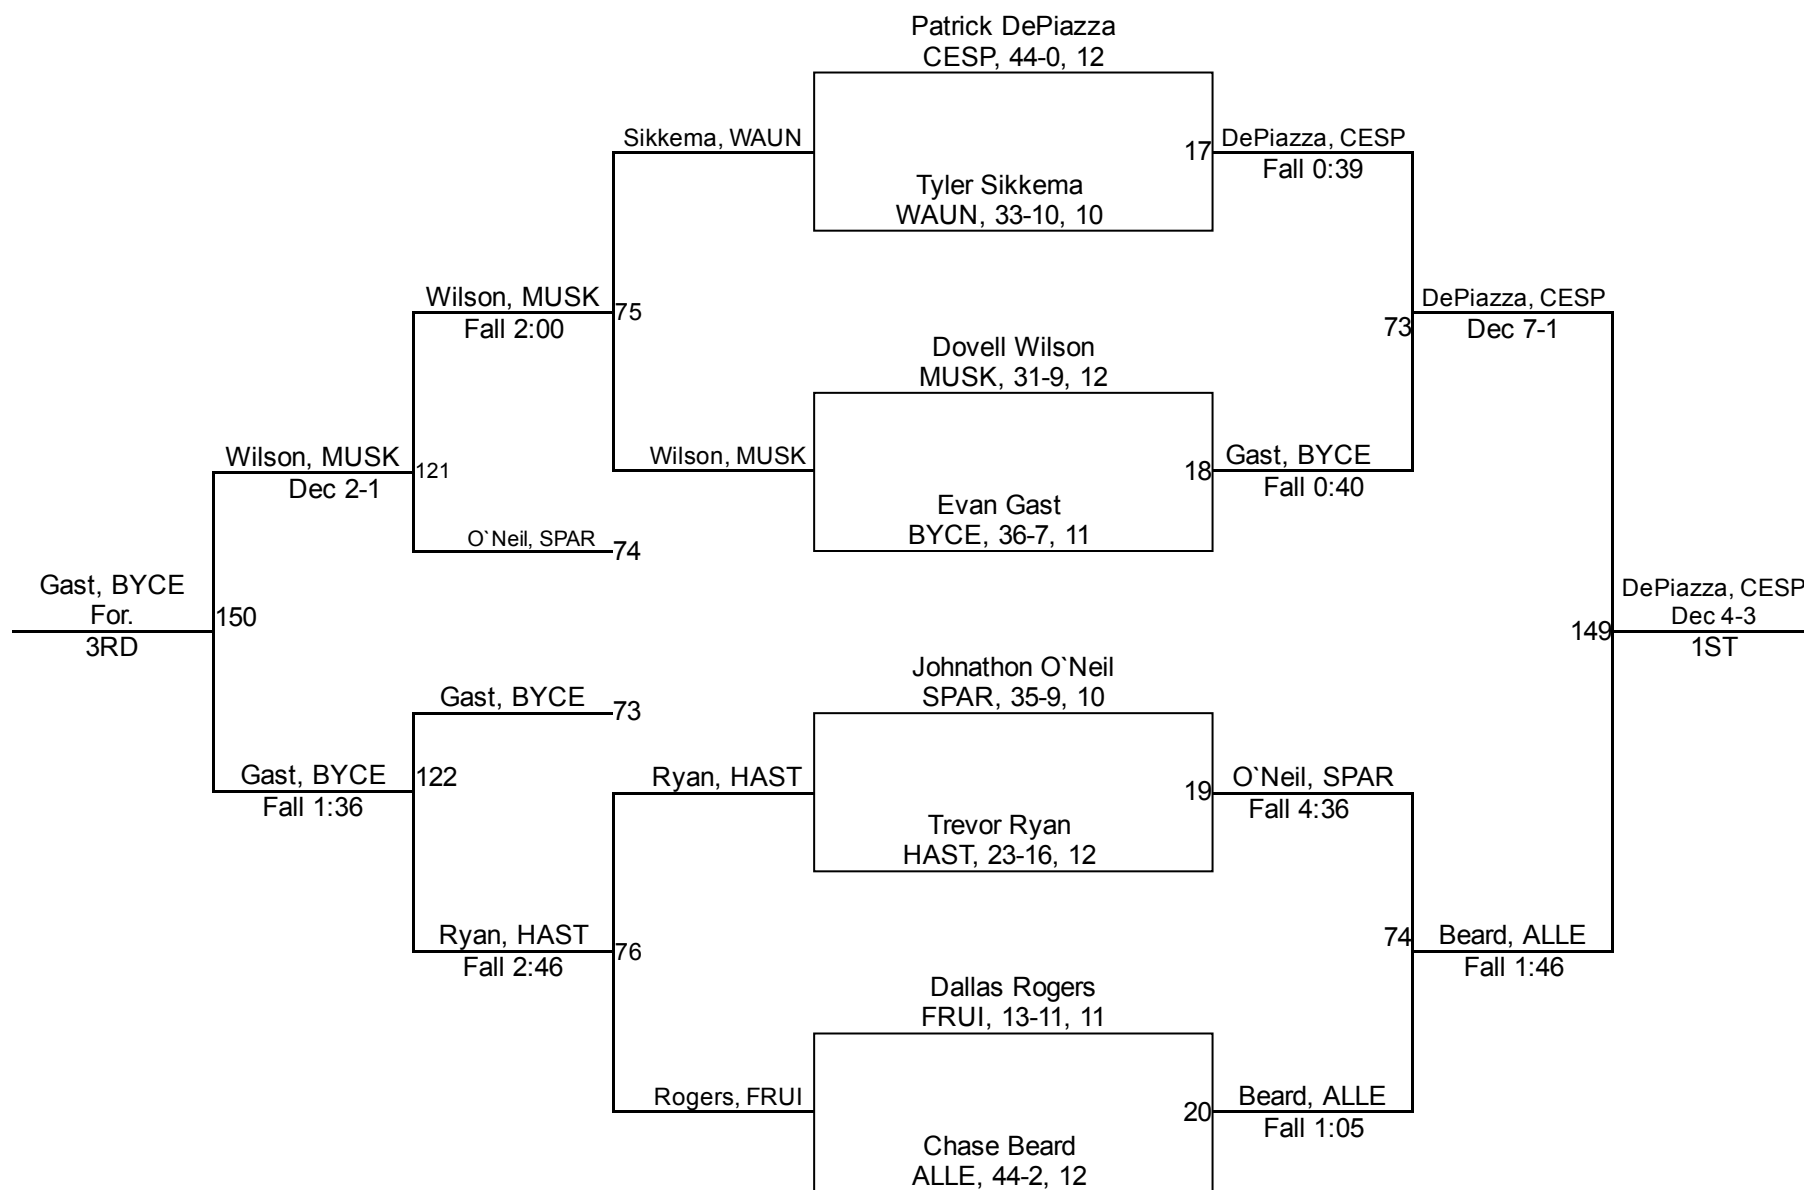 Patrick DePiazza
CESP, 44-0, 12
Sikkema, WAUN
17
DePiazza, CESP
Fall 0:39
Tyler Sikkema
WAUN, 33-10, 10
Wilson, MUSK
Fall 2:00
75
73
DePiazza, CESP
Dec 7-1
Dovell Wilson
MUSK, 31-9, 12
Wilson, MUSK
Dec 2-1
121
Wilson, MUSK
18
Gast, BYCE
Fall 0:40
Evan Gast
BYCE, 36-7, 11
O`Neil, SPAR
74
Gast, BYCE
For.
3RD
150
149
DePiazza, CESP
Dec 4-3
1ST
Johnathon O`Neil
SPAR, 35-9, 10
Gast, BYCE
73
Gast, BYCE
Fall 1:36
122
Ryan, HAST
19
O`Neil, SPAR
Fall 4:36
Trevor Ryan
HAST, 23-16, 12
Ryan, HAST
Fall 2:46
76
74
Beard, ALLE
Fall 1:46
Dallas Rogers
FRUI, 13-11, 11
Rogers, FRUI
20
Beard, ALLE
Fall 1:05
Chase Beard
ALLE, 44-2, 12